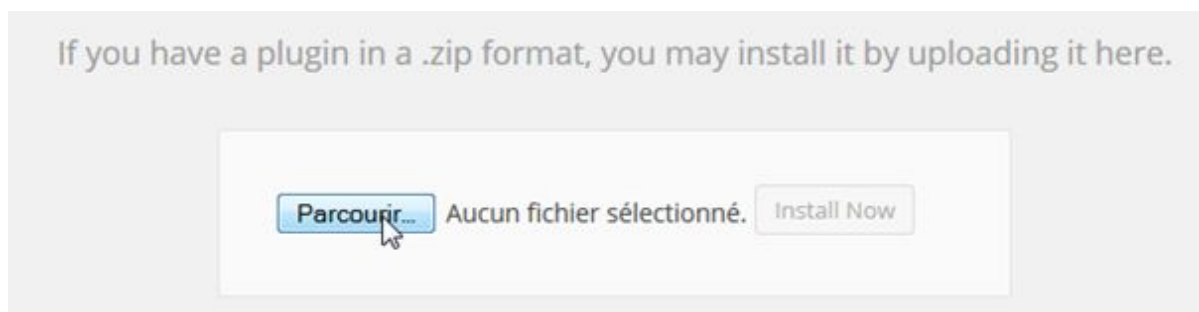 If you have a plugin in a .zip format, you may install it by uploading it here.
Parcourir... Aucun fichier sélectionné. Install Now